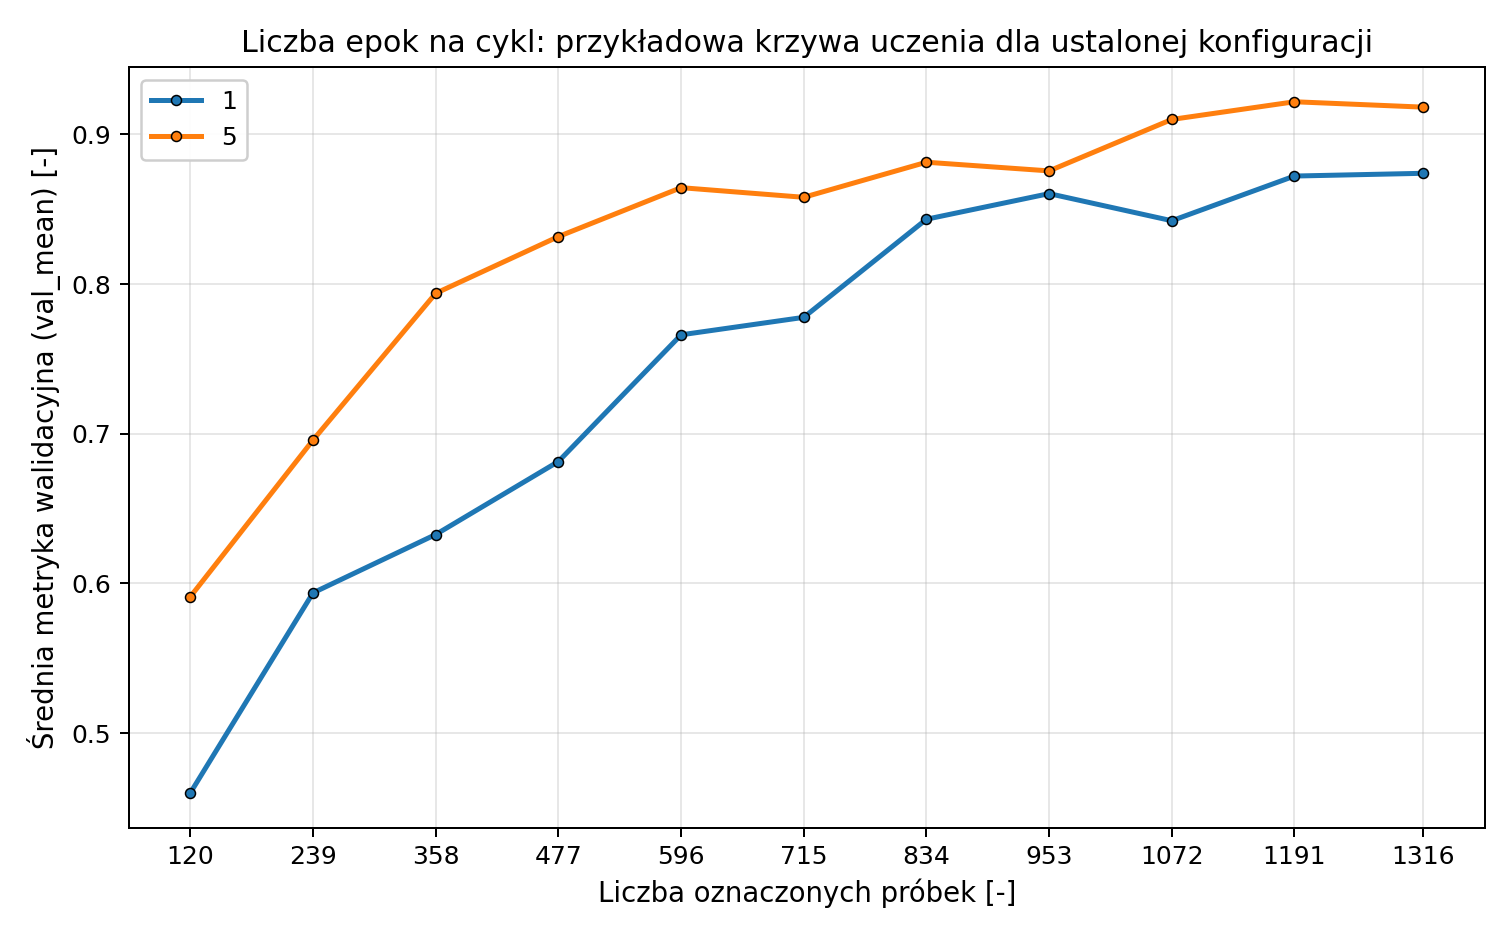 Liczba epok na cykl: przykładowa krzywa uczenia dla ustalonej konfiguracji
1
5
Średnia metryka walidacyjna (val_mean) [-]
0.9
0.8
0.7
0.6
0.5
120 239 358 477 596 715 834 953 1072 1191 1316
Liczba oznaczonych próbek [-]